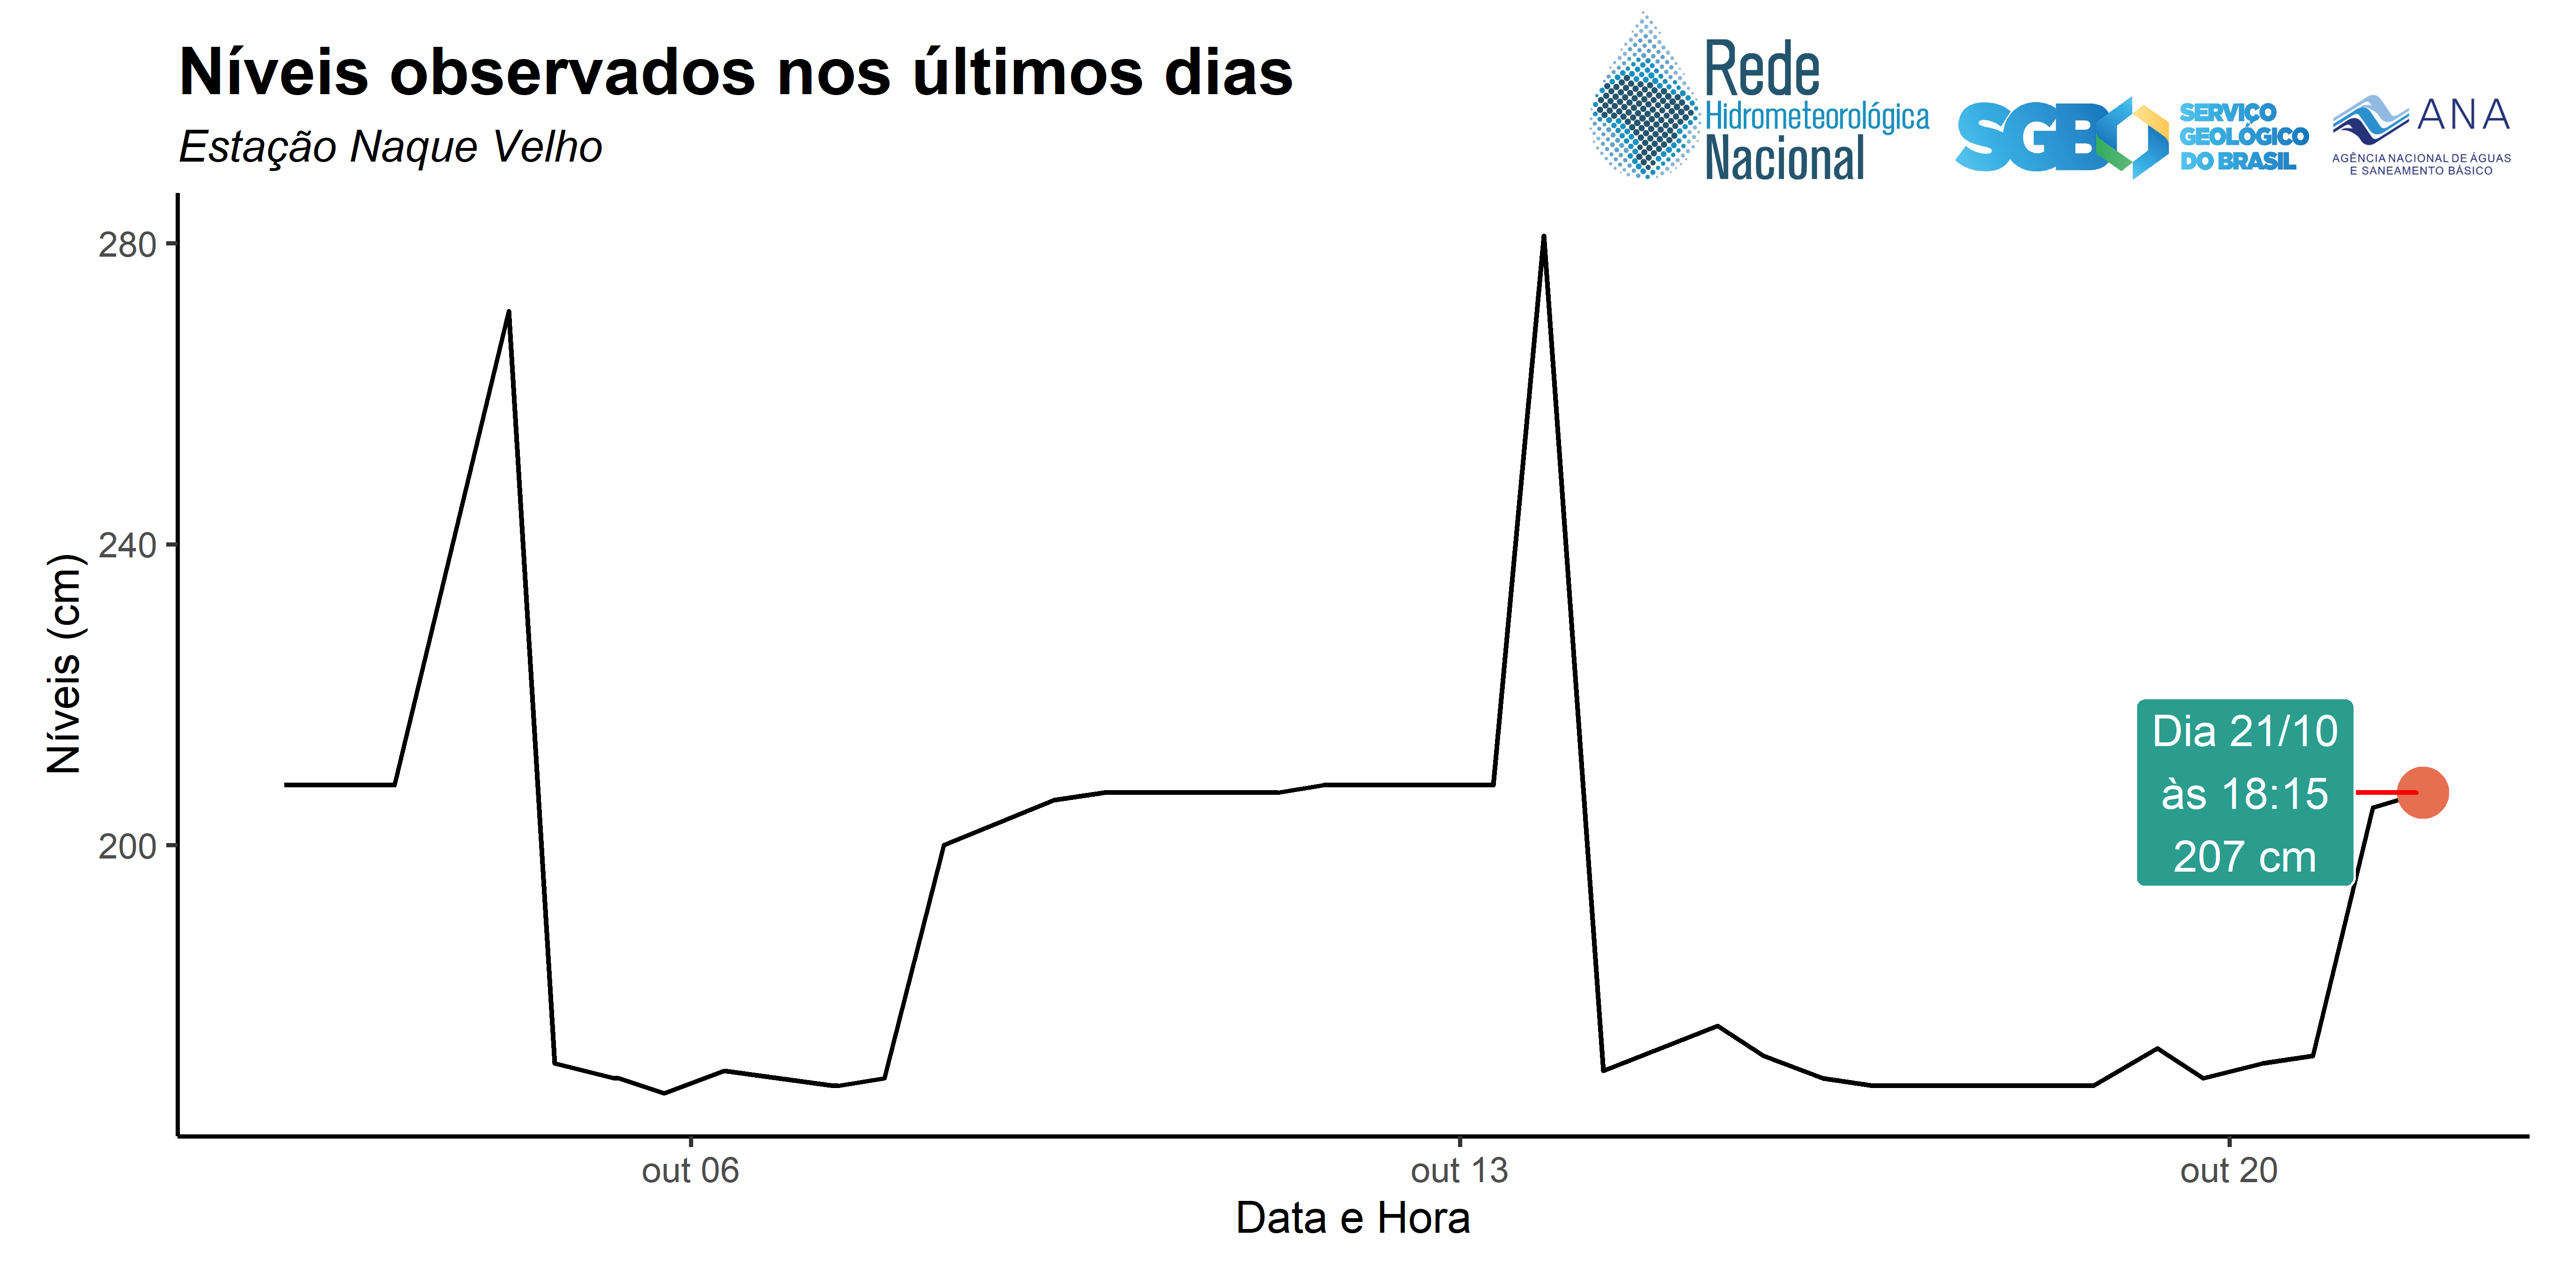 Níveis observados nos últimos dias
Estação Naque Velho
Rede
Hidrometeorológica
Nacional
SGB
SERVIÇO
GEOLÓGICO
DO BRASIL
ANA
AGÊNCIA NACIONAL DE ÁGUAS
E SANEAMENTO BÁSICO
280
240
200
Níveis (cm)
Dia 21/10
às 18:15
207 cm
out 06
out 13
out 20
Data e Hora